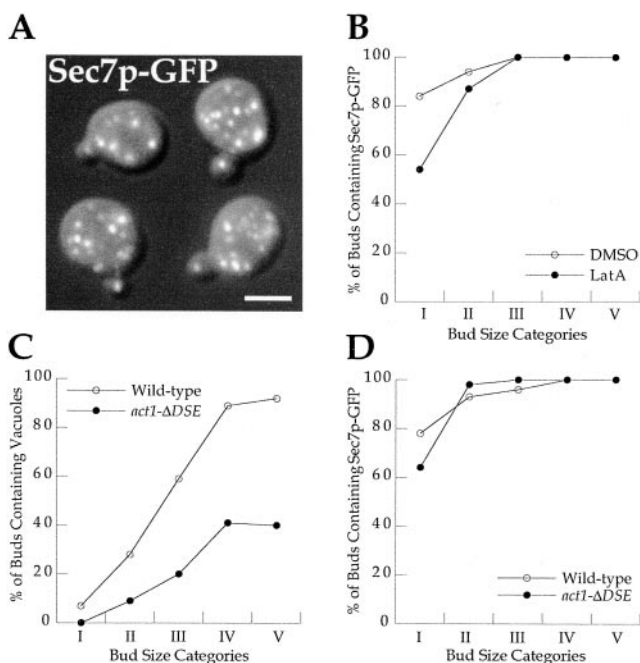 A
Sec7p-GFP
B
% of Buds Containing Sec7p-GFP
100
80
60
40
20
0
DMSO
LatA
I II III IV V
Bud Size Categories
C
% of Buds Containing Vacuoles
100
80
60
40
20
0
Wild-type
act1-ΔDSE
I II III IV V
Bud Size Categories
D
% of Buds Containing Sec7p-GFP
100
80
60
40
20
0
Wild-type
act1-ΔDSE
I II III IV V
Bud Size Categories